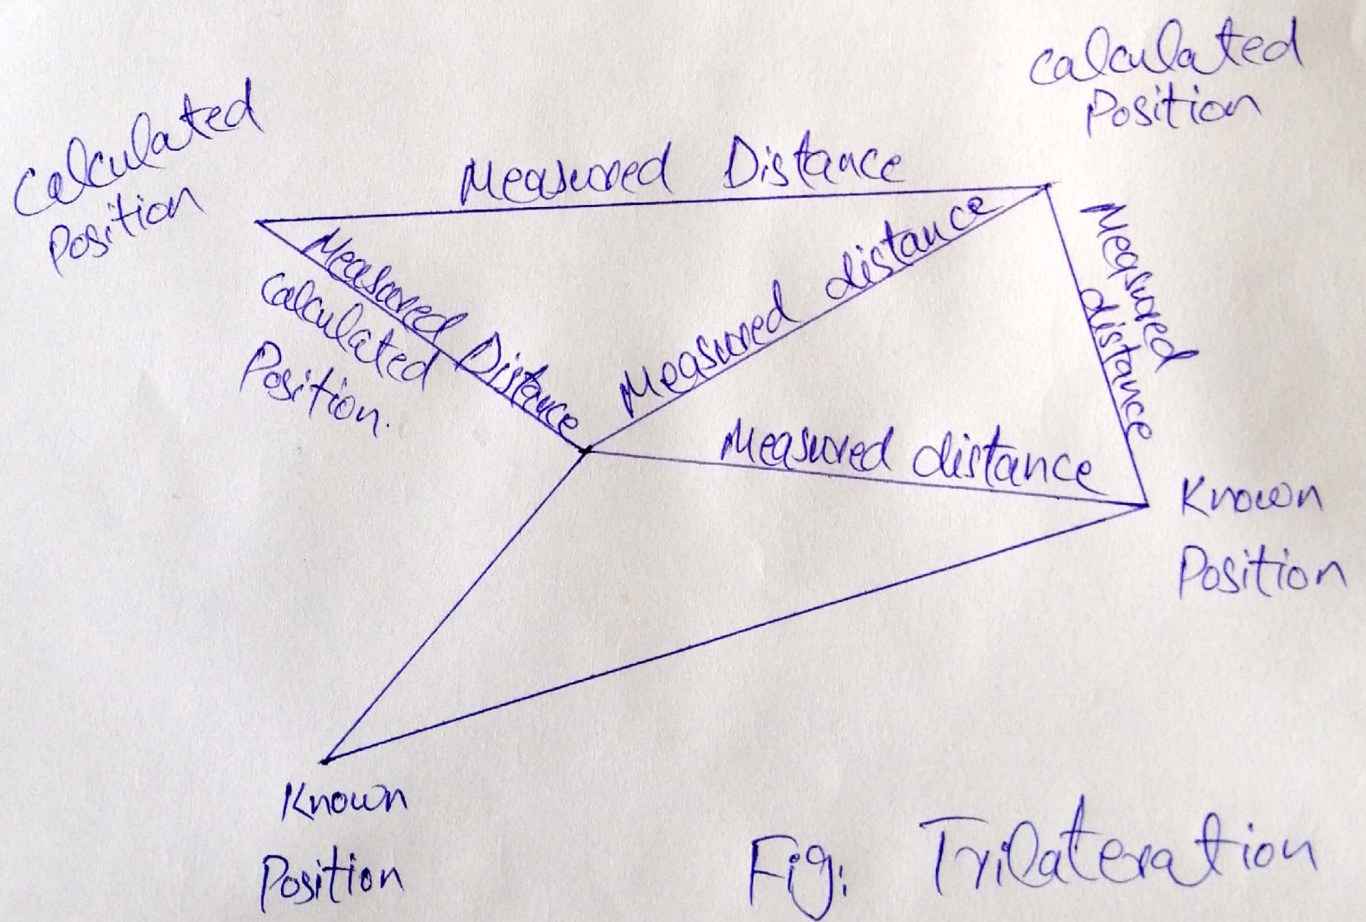 Calculated
Position
Calculated
Position
Measured Distance
Measured Distance
Calculated
Position.
Measured distance
Measured
distance
Measured distance
Known
Position
Known
Position
Fig: Trilateration